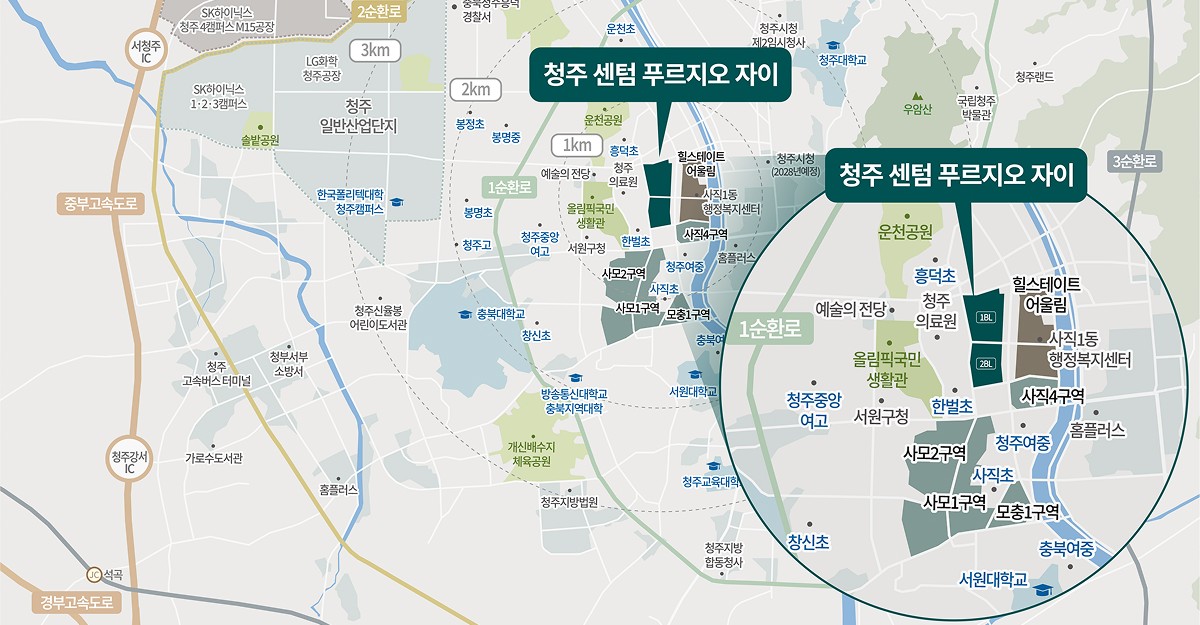 SK하이닉스
청주 4캠퍼스 M15공장
2순환로
충북청주흥덕
경찰서
운천초
청주시청
제2임시청사
청주대학교
서청주
IC
3km
LG화학
청주공장
SK하이닉스
1·2·3캠퍼스
청주
일반산업단지
솔밭공원
2km
봉정초
봉명중
청주 센텀 푸르지오 자이
운천공원
1km
흥덕초
예술의 전당
청주
의료원
힐스테이트
어울림
사직1동
행정복지센터
우암산
국립청주
박물관
청주랜드
3순환로
청주시청
(2028년예정)
중부고속도로
한국폴리텍대학
청주캠퍼스
1순환로
봉명초
청주고
청주중앙
여고
올림픽국민
생활관
서원구청
한벌초
사직4구역
홈플러스
사모2구역
청주여중
사직초
사모1구역
모충1구역
충북여
청주신율봉
어린이도서관
충북대학교
창신초
청주
고속버스 터미널
청부서부
소방서
방송통신대학교
충북지역대학
서원대학교
개신배수지
체육공원
청주강서
IC
가로수도서관
홈플러스
청주지방법원
청주교육대학
청주지방
합동청사
JC 석곡
경부고속도로
청주 센텀 푸르지오 자이
운천공원
흥덕초
예술의 전당
청주
의료원
1BL
2BL
힐스테이트
어울림
사직1동
행정복지센터
1순환로
올림픽국민
생활관
청주중앙
여고
서원구청
한벌초
사직4구역
홈플러스
청주여중
사모2구역
사직초
사모1구역
모충1구역
창신초
충북여중
서원대학교